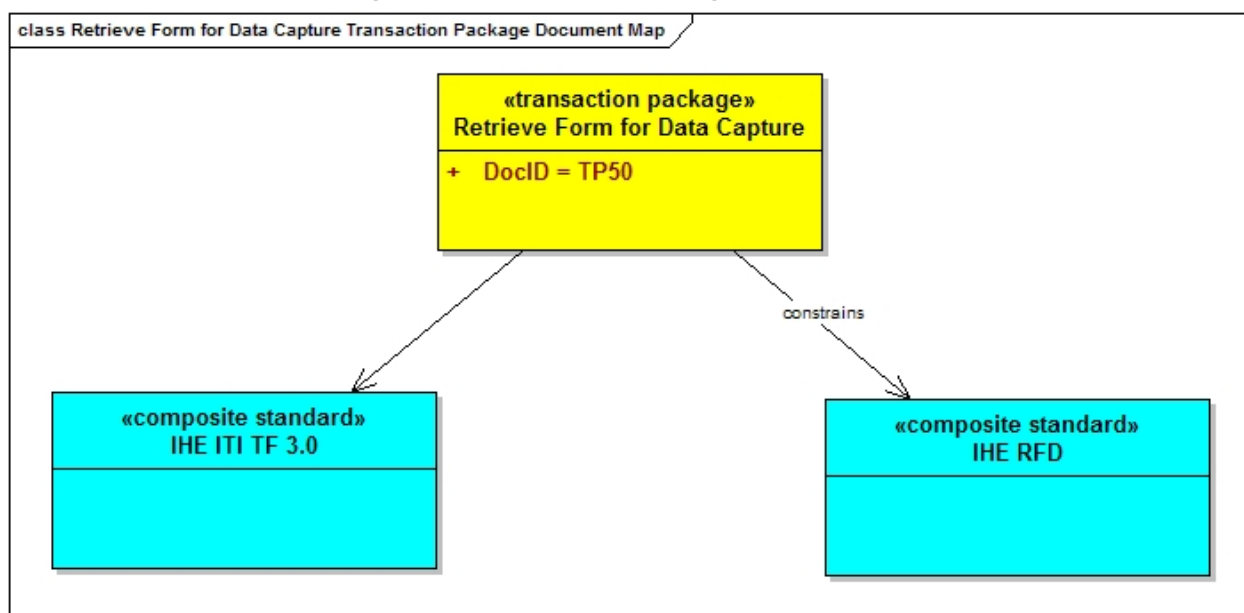 class Retrieve Form for Data Capture Transaction Package Document Map
«transaction package»
Retrieve Form for Data Capture
+ DocID = TP50
constrains
«composite standard»
IHE ITI TF 3.0
«composite standard»
IHE RFD